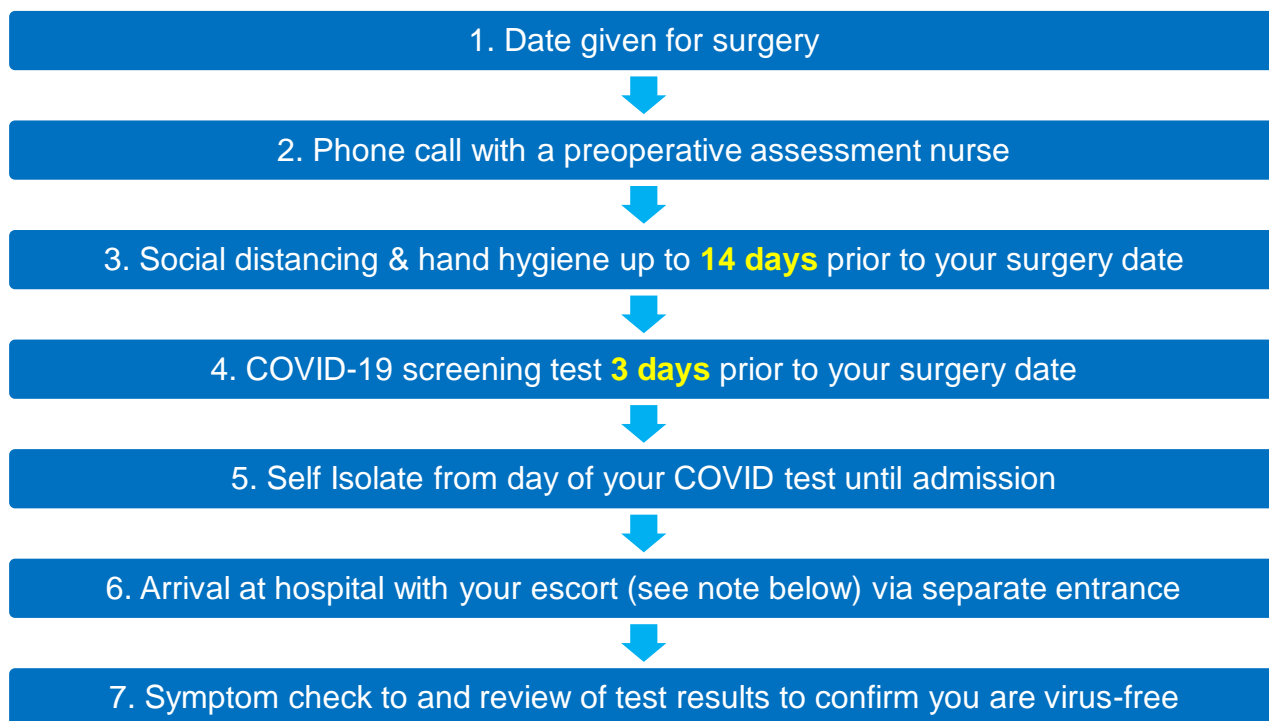 1. Date given for surgery
2. Phone call with a preoperative assessment nurse
3. Social distancing & hand hygiene up to 14 days prior to your surgery date
4. COVID-19 screening test 3 days prior to your surgery date
5. Self Isolate from day of your COVID test until admission
6. Arrival at hospital with your escort (see note below) via separate entrance
7. Symptom check to and review of test results to confirm you are virus-free